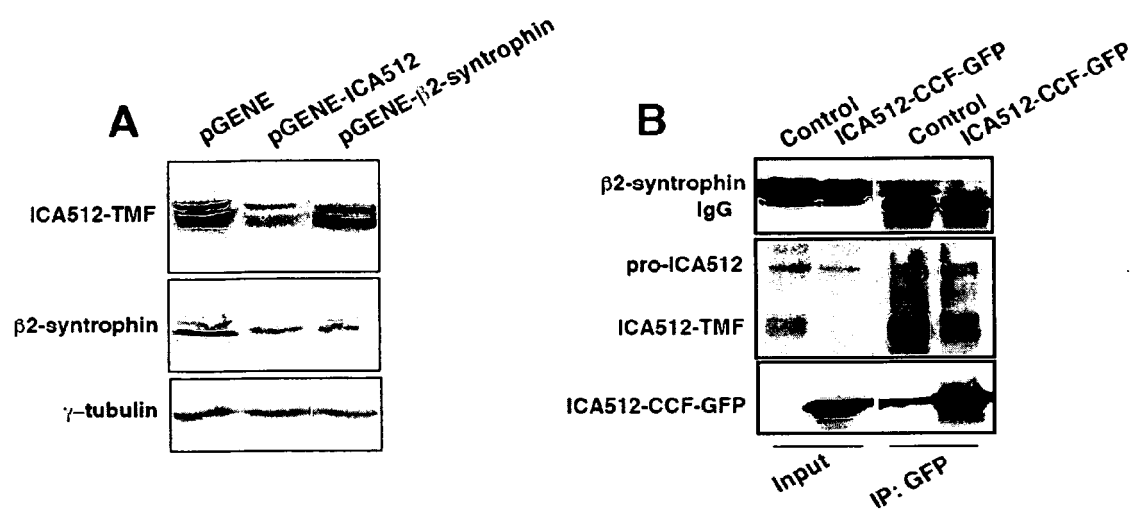 A
pGENE
pGENE-ICA512
pGENE-β2-syntrophin
ICA512-TMF
β2-syntrophin
γ–tubulin
B
Control
ICA512-CCF-GFP
Control
ICA512-CCF-GFP
β2-syntrophin
IgG
pro-ICA512
ICA512-TMF
ICA512-CCF-GFP
Input
IP: GFP